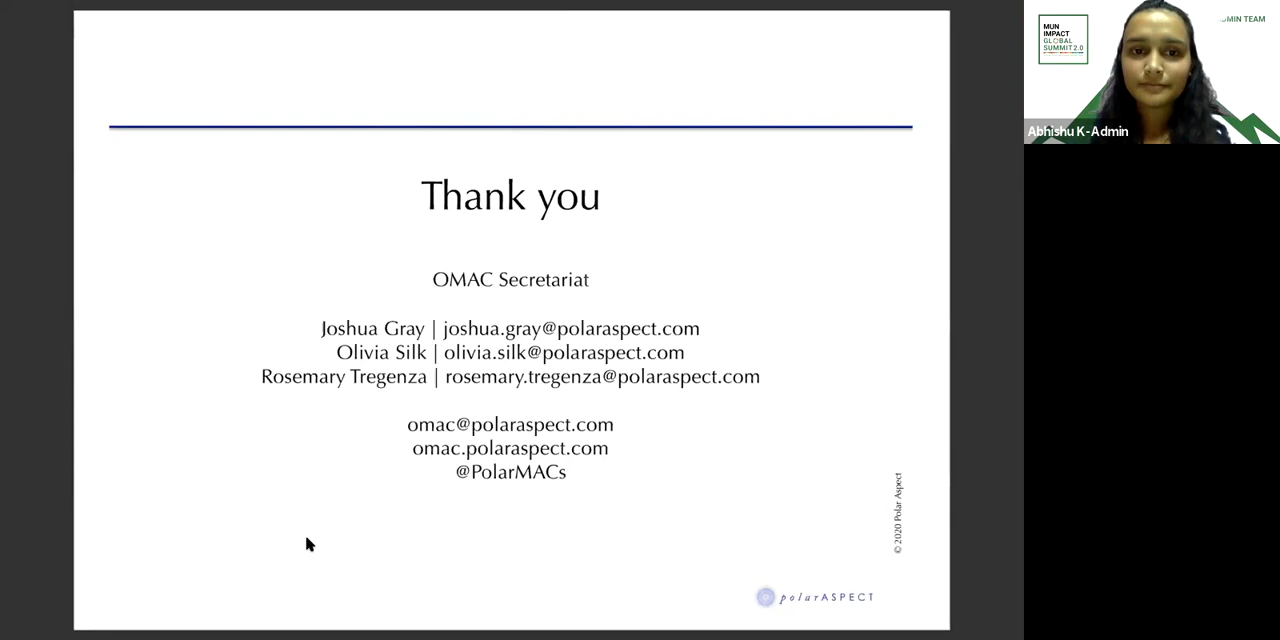 Thank you
OMAC Secretariat
Joshua Gray | joshua.gray@polaraspect.com
Olivia Silk | olivia.silk@polaraspect.com
Rosemary Tregenza | rosemary.tregenza@polaraspect.com
omac@polaraspect.com
omac.polaraspect.com
@PolarMACs
© 2020 Polar Aspect
polarASPECT
MUN
IMPACT
GLOBAL
SUMMIT 2.0
TEAM
Abhishu K-Admin